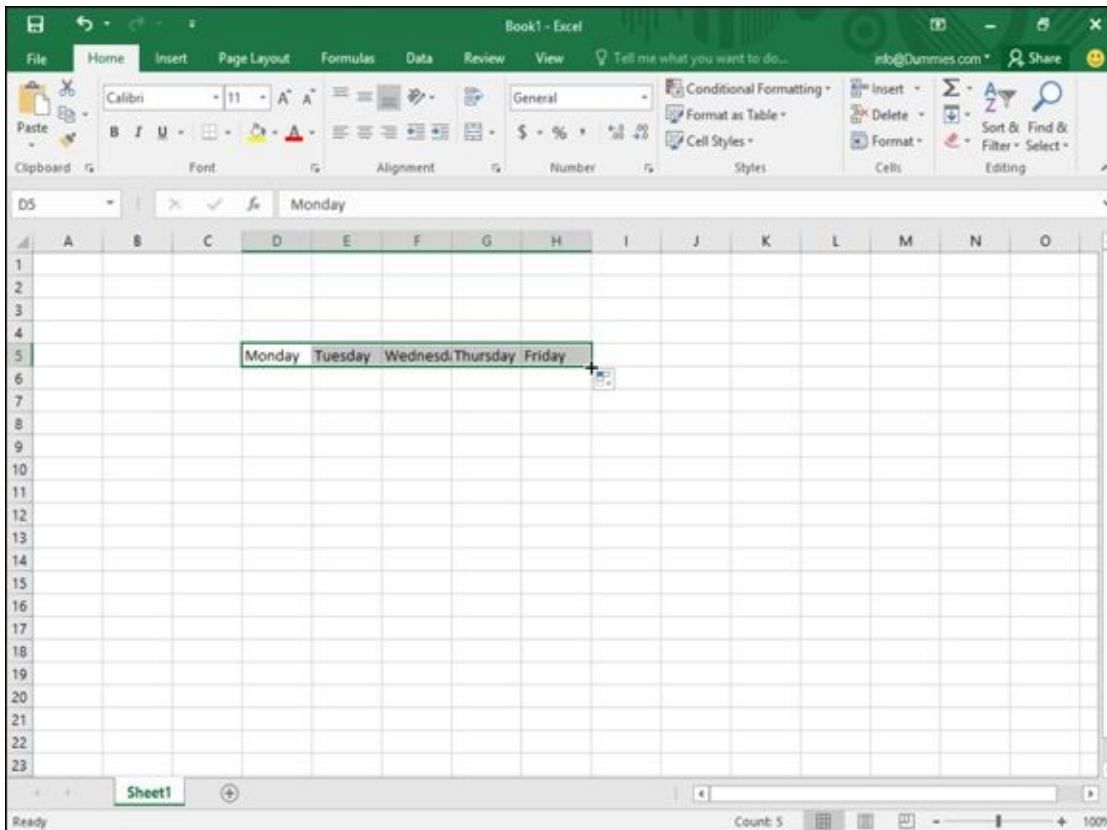 Book1 - Excel
File Home Insert Page Layout Formulas Data Review View Tell me what you want to do... info@Dummies.com Share
Calibri 11 A A General Conditional Formatting Insert Σ A Z
Paste Format as Table Delete Sort & Find &
B I U A $ % , Cell Styles Format Filter Select
Clipboard Font Alignment Number Styles Cells Editing
D5 fx Monday
A B C D E F G H I J K L M N O
1
2
3
4
5 Monday Tuesday Wednesd Thursday Friday
6
7
8
9
10
11
12
13
14
15
16
17
18
19
20
21
22
23
Sheet1
Ready Count: 5 100%